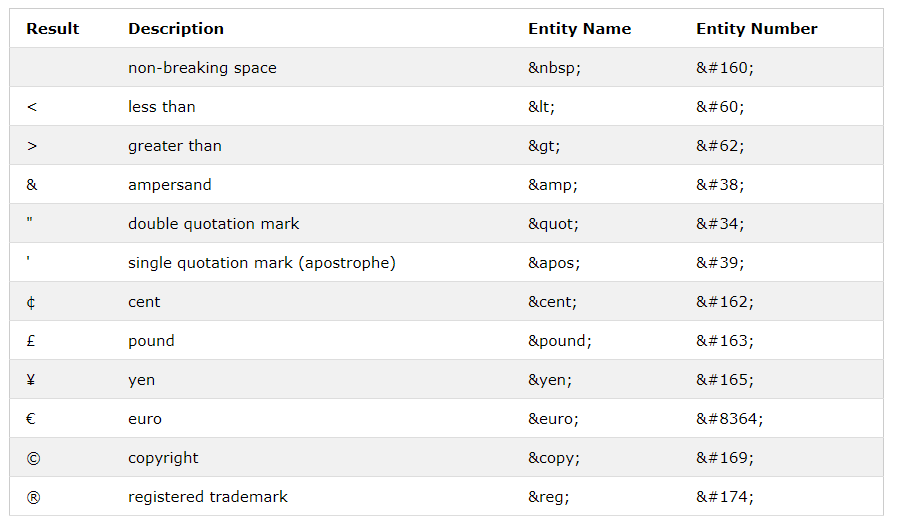 Result Description Entity Name Entity Number
non-breaking space &nbsp; &#160;
< less than &lt; &#60;
> greater than &gt; &#62;
& ampersand &amp; &#38;
" double quotation mark &quot; &#34;
' single quotation mark (apostrophe) &apos; &#39;
¢ cent &cent; &#162;
£ pound &pound; &#163;
¥ yen &yen; &#165;
€ euro &euro; &#8364;
© copyright &copy; &#169;
® registered trademark &reg; &#174;